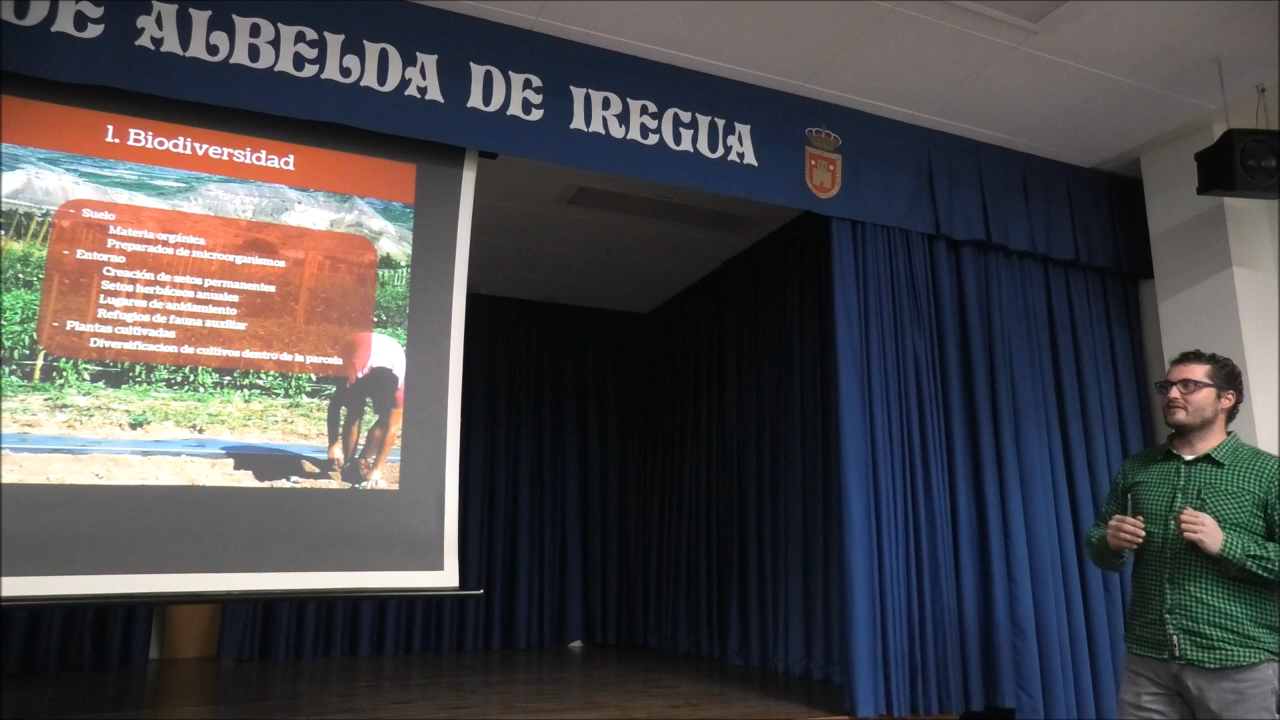 DE ALBELDA DE IREGUA
1. Biodiversidad
- Suelo
Materia orgánica
Preparados de microorganismos
- Entorno
Creación de setos permanentes
Setos herbáceos anuales
Lugares de anidamiento
Refugios de fauna auxiliar
- Plantas cultivadas
Diversificacion de cultivos dentro de la parcela